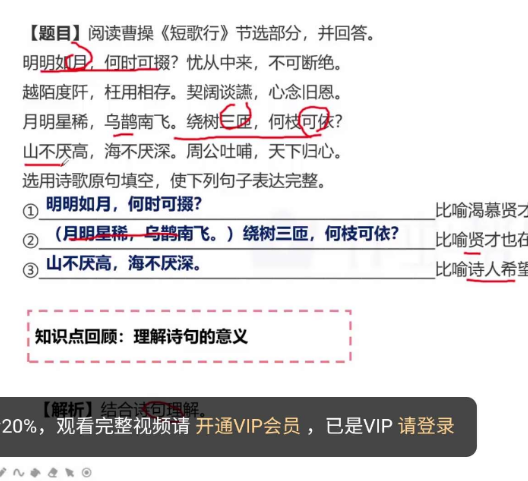 【题目】阅读曹操《短歌行》节选部分，并回答。
明明如月，何时可掇？忧从中来，不可断绝。
越陌度阡，枉用相存。契阔谈讌，心念旧恩。
月明星稀，乌鹊南飞。绕树三匝，何枝可依？
山不厌高，海不厌深。周公吐哺，天下归心。
选用诗歌原句填空，使下列句子表达完整。
① 明明如月，何时可掇？ 比喻渴慕贤才
② （月明星稀，乌鹊南飞。）绕树三匝，何枝可依？ 比喻贤才也在
③ 山不厌高，海不厌深。 比喻诗人希望
知识点回顾：理解诗句的意义
【解析】结合诗句理解。
20%，观看完整视频请 开通VIP会员 ，已是VIP 请登录